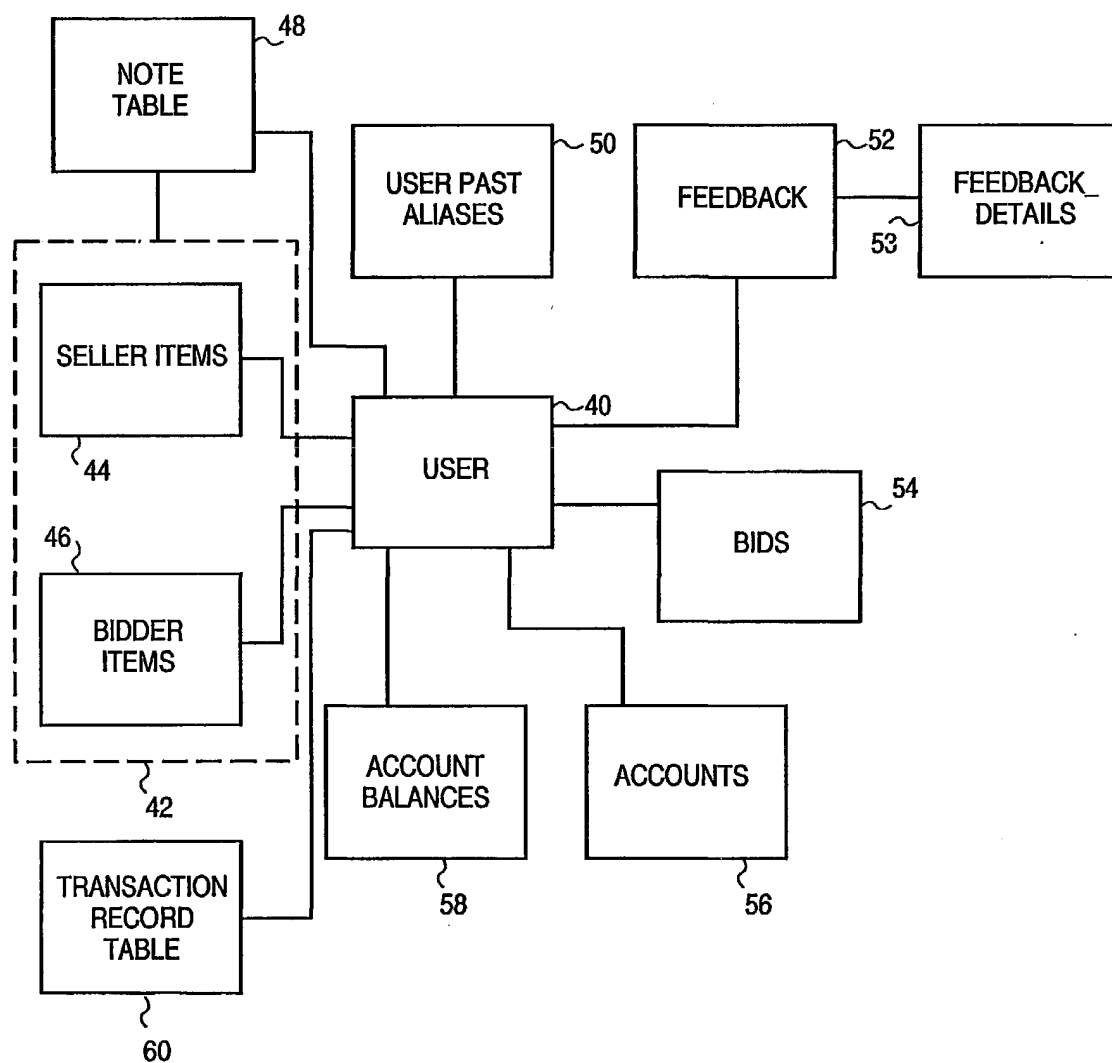 48
NOTE
TABLE
50
USER PAST
ALIASES
52
FEEDBACK
53
FEEDBACK_
DETAILS
SELLER ITEMS
44
40
USER
54
BIDS
46
BIDDER
ITEMS
42
ACCOUNT
BALANCES
58
ACCOUNTS
56
TRANSACTION
RECORD
TABLE
60